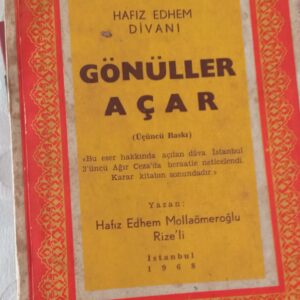 HAFIZ EDHEM
DİVANI
GÖNÜLLER
AÇAR
(Üçüncü Baskı)
«Bu eser hakkında açılan dâva İstanbul
3'üncü Ağır Ceza'da beraatle neticelendi
Karar kitabın sonundadır.»
Yazan:
Hafız Edhem Mollaömeroğlu
Rize'li
İstanbul
1968